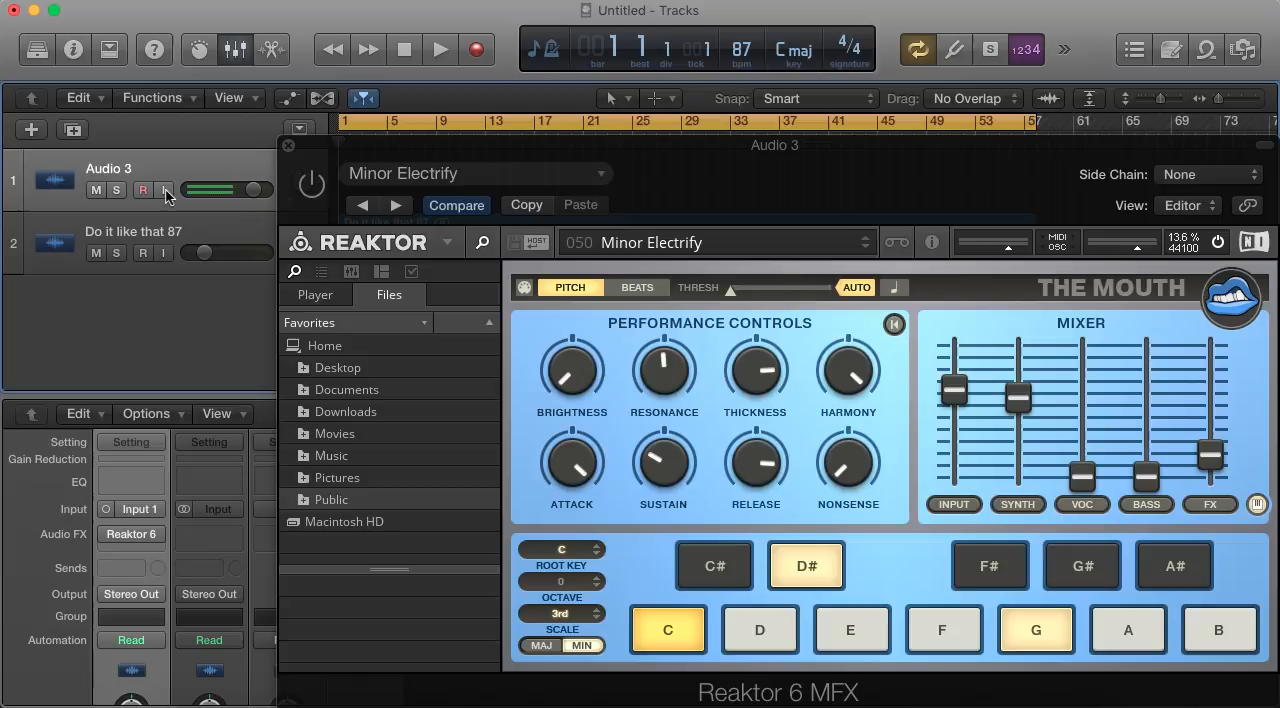 Untitled - Tracks
001 1 1 001 87 C maj 4/4
bar beat div tick bpm key signature
S 1234
Edit Functions View Snap: Smart Drag: No Overlap
1 5 9 13 17 21 25 29 33 37 41 45 49 53 57 61 65 69 73
Audio 3
1 Audio 3
M S R I
Minor Electrify
Side Chain: None
Compare Copy Paste
View: Editor
2 Do it like that 87
M S R I
REAKTOR
HOST
050 Minor Electrify
MIDI
OSC
13.6 %
44100
NI
Player Files
Favorites
Home
Desktop
Documents
Downloads
Movies
Music
Pictures
Public
Macintosh HD
PITCH BEATS THRESH AUTO
THE MOUTH
PERFORMANCE CONTROLS
BRIGHTNESS RESONANCE THICKNESS HARMONY
ATTACK SUSTAIN RELEASE NONSENSE
MIXER
INPUT SYNTH VOC BASS FX
C
ROOT KEY
0
OCTAVE
3rd
SCALE
MAJ MIN
C# D# F# G# A#
C D E F G A B
Reaktor 6 MFX
Edit Options View
Setting Setting Setting
Gain Reduction
EQ
Input Input 1 Input
Audio FX Reaktor 6
Sends
Output Stereo Out Stereo Out
Group
Automation Read Read